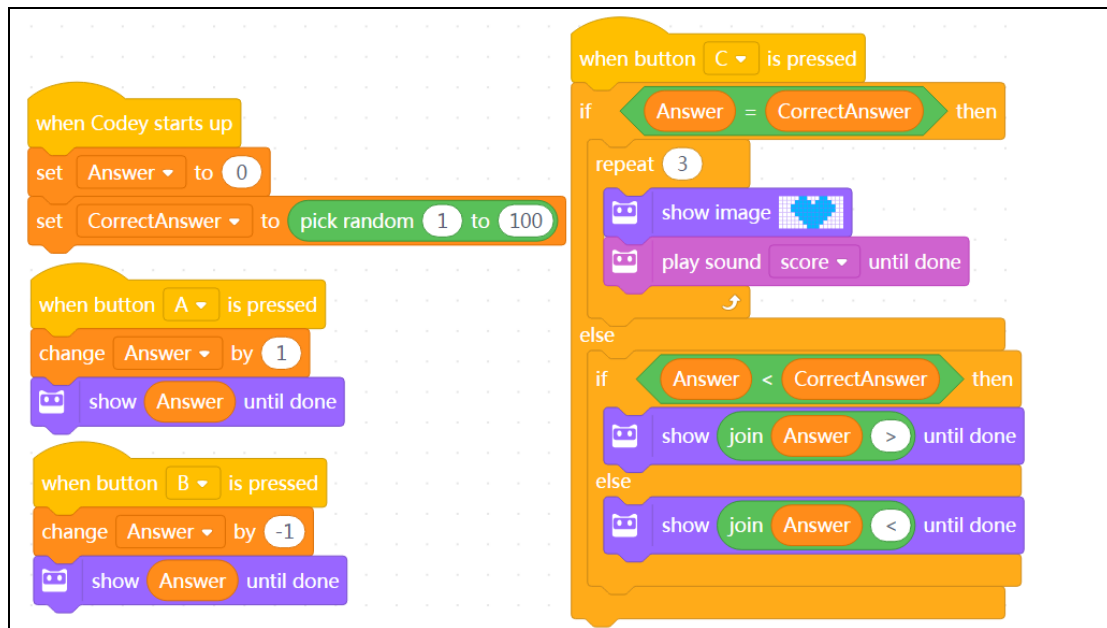 when Codey starts up
set Answer to 0
set CorrectAnswer to pick random 1 to 100
when button A is pressed
change Answer by 1
show Answer until done
when button B is pressed
change Answer by -1
show Answer until done
when button C is pressed
if Answer = CorrectAnswer then
repeat 3
show image
play sound score until done
else
if Answer < CorrectAnswer then
show join Answer > until done
else
show join Answer < until done